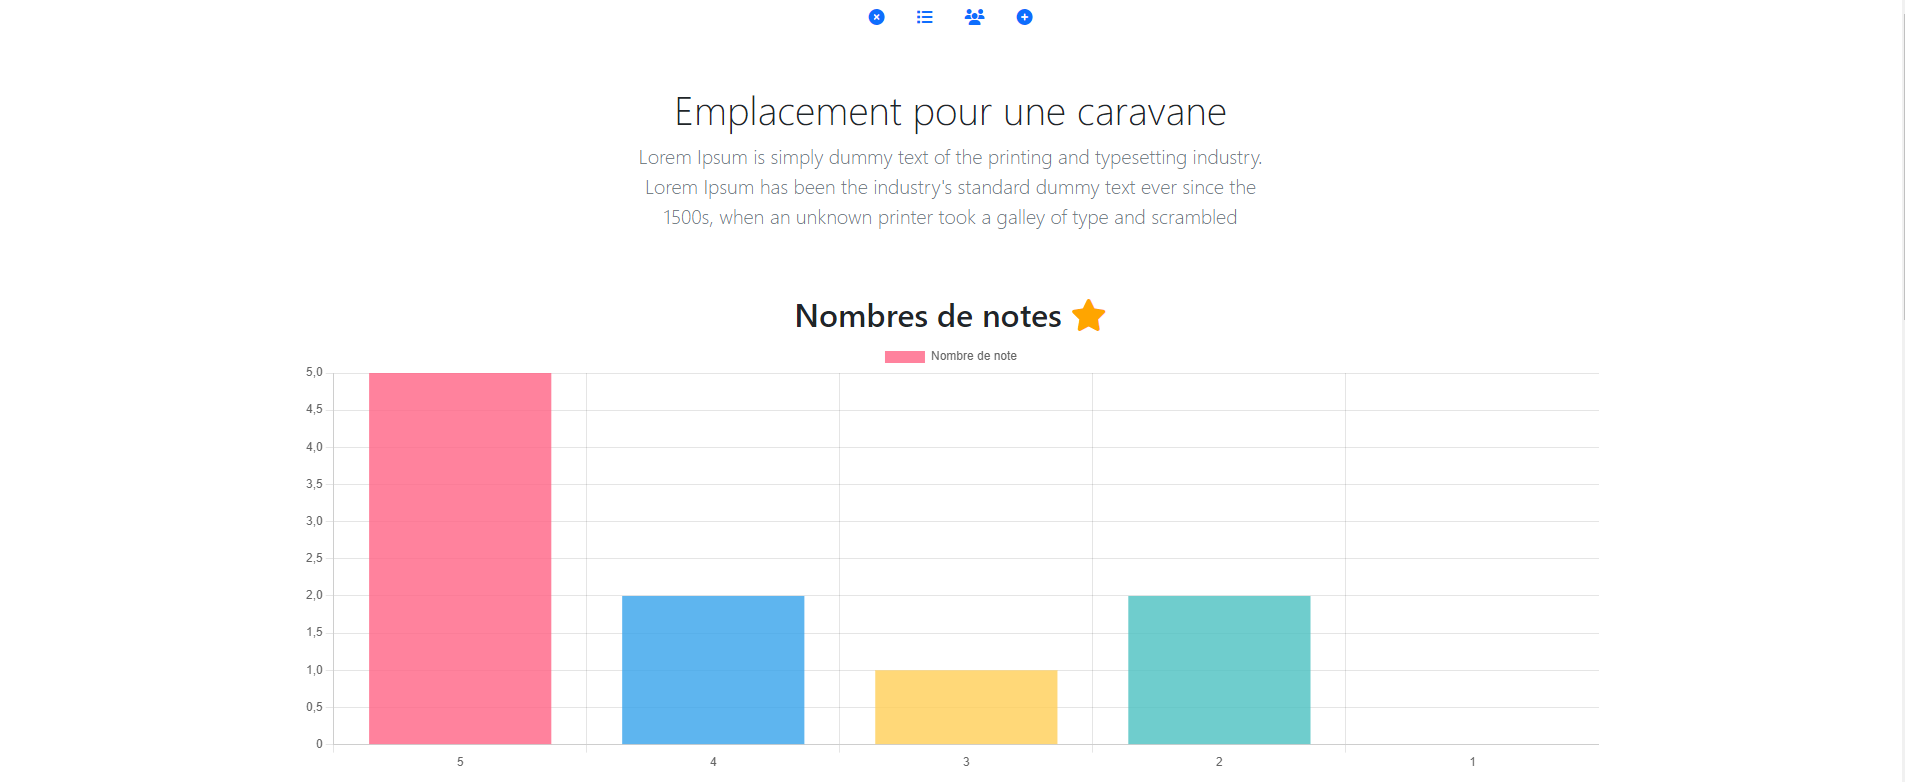 Emplacement pour une caravane
Lorem Ipsum is simply dummy text of the printing and typesetting industry.
Lorem Ipsum has been the industry's standard dummy text ever since the
1500s, when an unknown printer took a galley of type and scrambled
Nombres de notes
Nombre de note
5,0
4,5
4,0
3,5
3,0
2,5
2,0
1,5
1,0
0,5
0
5 4 3 2 1